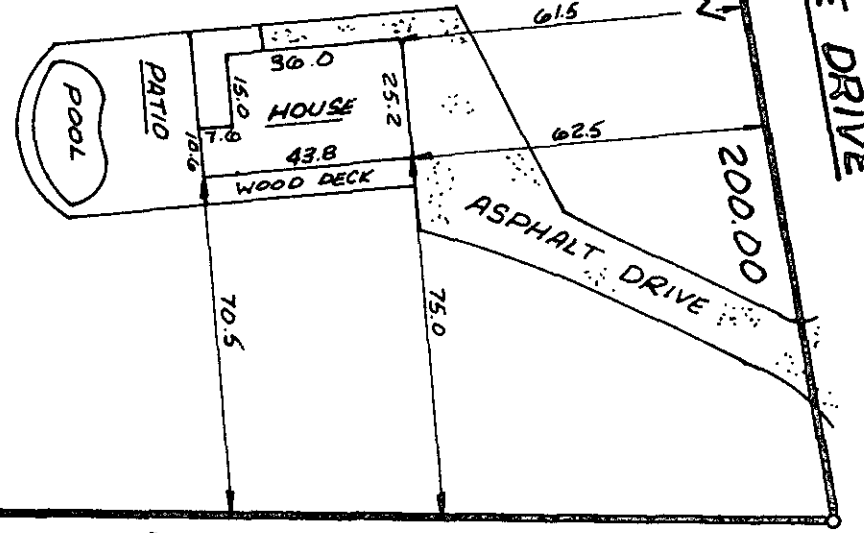 E DRIVE
61.5
36.0
25.2
15.0
HOUSE
PATIO
POOL
7.6
10.6
43.8
62.5
200.00
WOOD DECK
ASPHALT DRIVE
70.5
75.0